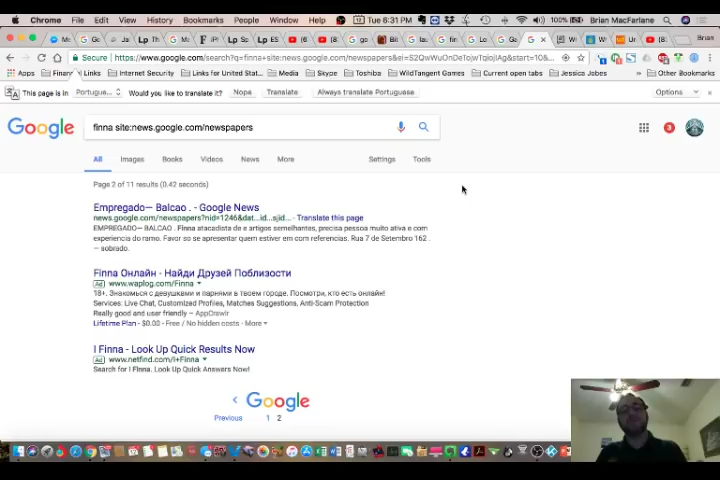 Chrome File Edit View History Bookmarks People Window Help Tue 6:31 PM 100% Brian MacFarlane
Secure https://www.google.com/search?q=finna+site:news.google.com/newspapers&ei= Brian
Apps Links Internet Security Links for United Stat... Media Skype Toshiba WildTangent Games Current open tabs Jessica Jobes » Other Bookmarks
This page is in Portugue... Would you like to translate it? Nope Translate Always translate Portuguese Options
Google finna site:news.google.com/newspapers 3
All Images Books Videos News More Settings Tools
Page 2 of 11 results (0.42 seconds)
Empregado— Balcao . - Google News
news.google.com/newspapers?nid=1246&dat...id...sjid... - Translate this page
EMPREGADO— BALCAO . Finna atacadista de e artigos semelhantes, precisa pessoa muito ativa e com
experiencia do ramo. Favor so se apresentar quem estiver em com referencias. Rua 7 de Setembro 162 .
— sobrado.
Finna Онлайн - Найди Друзей Поблизости
Ad www.waplog.com/Finna
18+. Знакомься с девушками и парнями в твоем городе. Посмотри, кто есть онлайн!
Services: Live Chat, Customized Profiles, Matches Suggestions, Anti-Scam Protection
Really good and user friendly – AppCrawlr
Lifetime Plan - $0.00 - Free / No hidden costs - More
I Finna - Look Up Quick Results Now
Ad www.netfind.com/I+Finna
Search for I Finna. Look Up Quick Answers Now!
Google
Previous 1 2